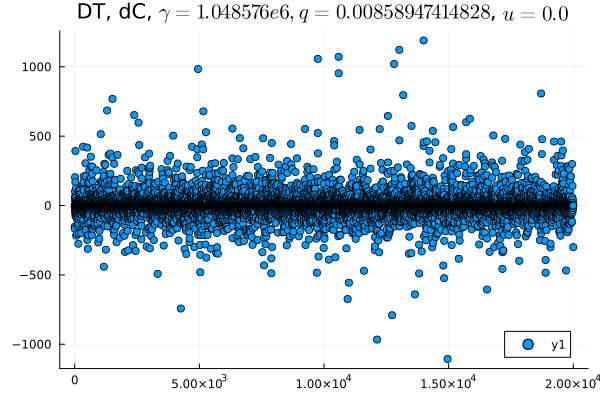 DT, dC, γ = 1.048576e6, q = 0.00858947414828, u = 0.0
1000
500
0
−500
−1000
0 5.00×10³ 1.00×10⁴ 1.50×10⁴ 2.00×10⁴
y1